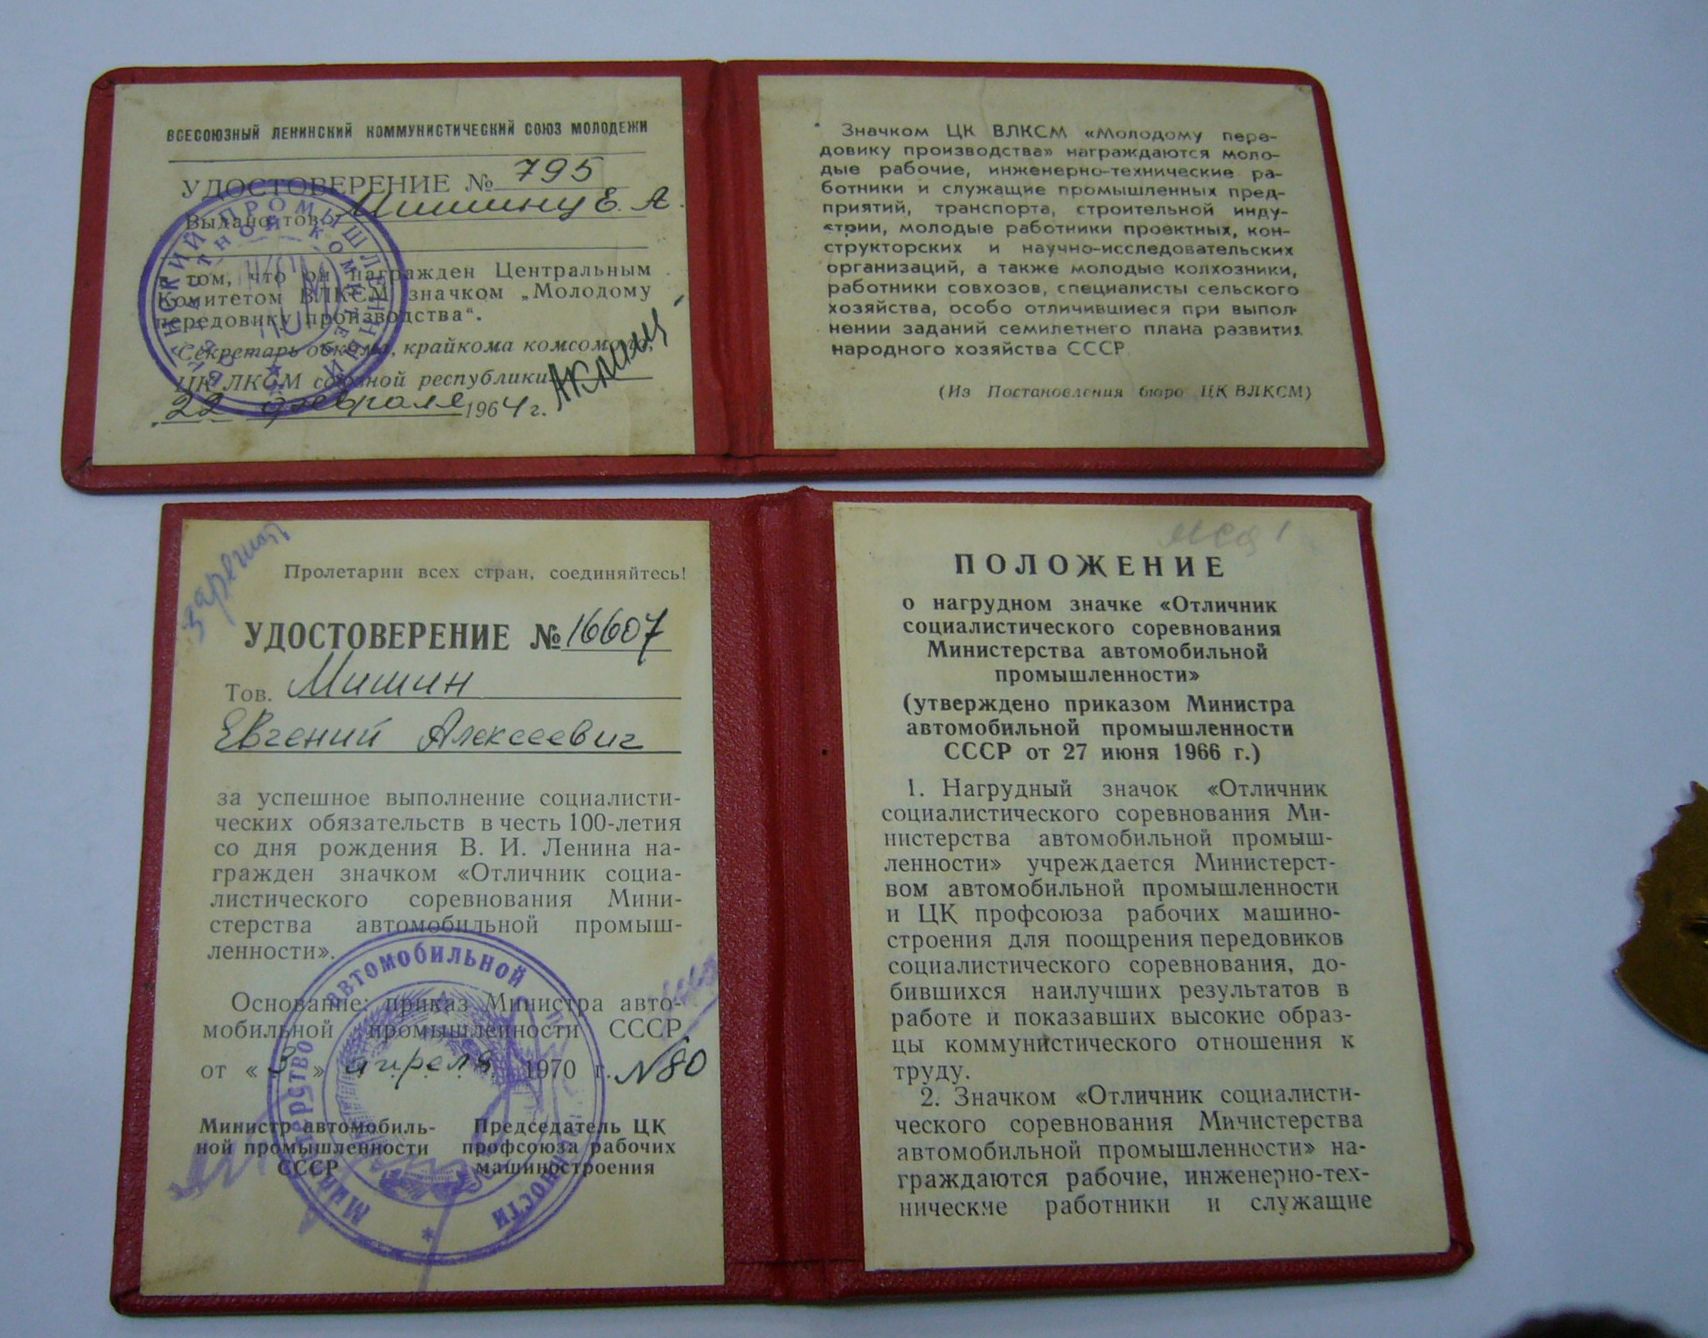 ВСЕСОЮЗНЫЙ ЛЕНИНСКИЙ КОММУНИСТИЧЕСКИЙ СОЮЗ МОЛОДЕЖИ
УДОСТОВЕРЕНИЕ № 795
Выдано тов. Мишину Е. А.
том, что он награжден Центральным
Комитетом ВЛКСМ значком „Молодому
передовику производства“.
Секретарь обкома, крайкома комсомола,
ЦК ЛКСМ союзной республики
22 февраля 1964 г.
Значком ЦК ВЛКСМ «Молодому пере-
довику производства» награждаются моло-
дые рабочие, инженерно-технические ра-
ботники и служащие промышленных пред-
приятий, транспорта, строительной инду-
стрии, молодые работники проектных, кон-
структорских и научно-исследовательских
организаций, а также молодые колхозники,
работники совхозов, специалисты сельского
хозяйства, особо отличившиеся при выпол-
нении заданий семилетнего плана развития
народного хозяйства СССР
(Из Постановления бюро ЦК ВЛКСМ)
Пролетарии всех стран, соединяйтесь!
УДОСТОВЕРЕНИЕ № 16607
Тов. Мишин
Евгений Алексеевич
за успешное выполнение социалисти-
ческих обязательств в честь 100-летия
со дня рождения В. И. Ленина на-
гражден значком «Отличник социа-
листического соревнования Мини-
стерства автомобильной промыш-
ленности».
Основание: приказ Министра авто-
мобильной промышленности СССР
от «3» апреля 1970 г. №80
Министр автомобиль-
ной промышленности
СССР
Председатель ЦК
профсоюза рабочих
машиностроения
ПОЛОЖЕНИЕ
о нагрудном значке «Отличник
социалистического соревнования
Министерства автомобильной
промышленности»
(утверждено приказом Министра
автомобильной промышленности
СССР от 27 июня 1966 г.)
1. Нагрудный значок «Отличник
социалистического соревнования Ми-
нистерства автомобильной промыш-
ленности» учреждается Министерст-
вом автомобильной промышленности
и ЦК профсоюза рабочих машино-
строения для поощрения передовиков
социалистического соревнования, до-
бившихся наилучших результатов в
работе и показавших высокие образ-
цы коммунистического отношения к
труду.
2. Значком «Отличник социалисти-
ческого соревнования Министерства
автомобильной промышленности» на-
граждаются рабочие, инженерно-тех-
нические работники и служащие